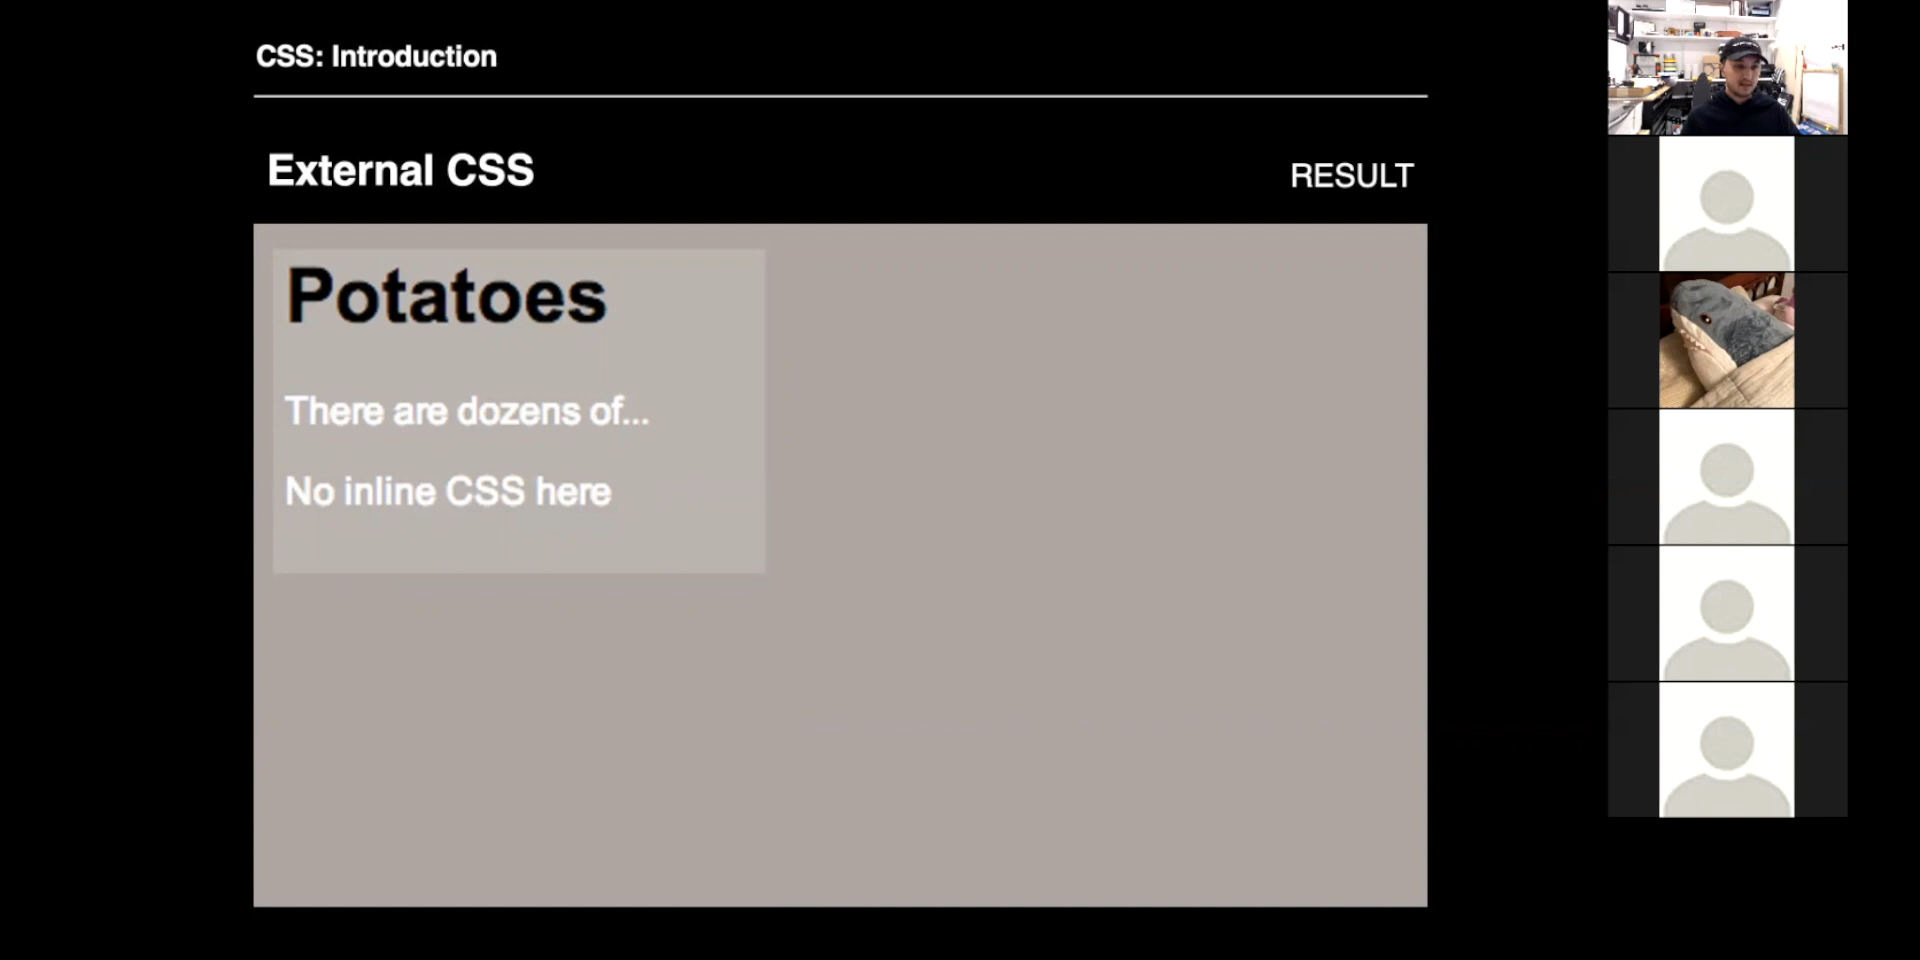 CSS: Introduction
External CSS
RESULT
Potatoes
There are dozens of...
No inline CSS here